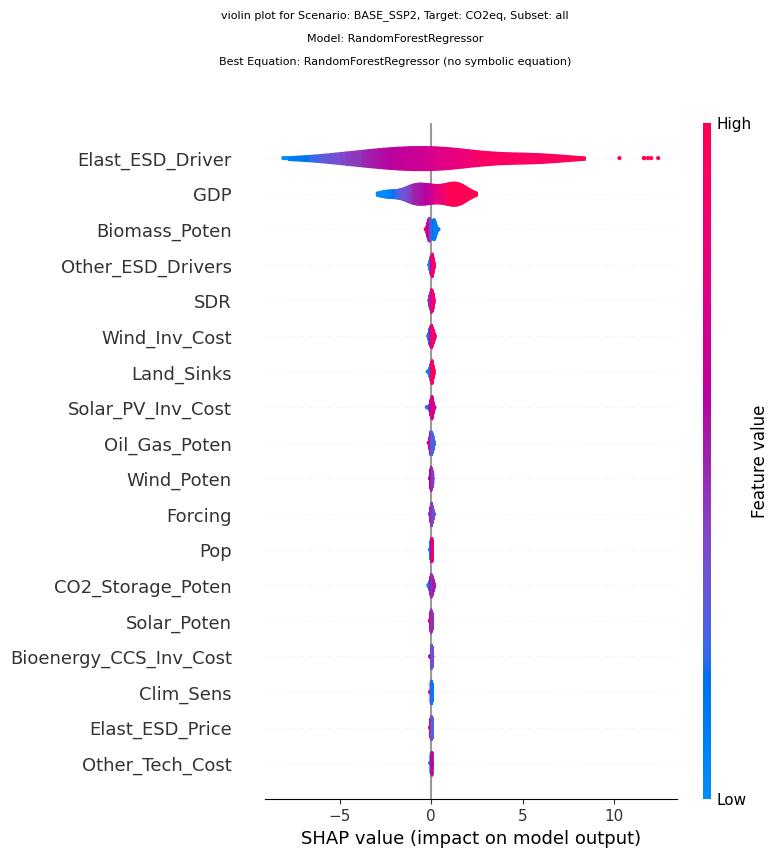 violin plot for Scenario: BASE_SSP2, Target: CO2eq, Subset: all
Model: RandomForestRegressor
Best Equation: RandomForestRegressor (no symbolic equation)
High
Elast_ESD_Driver
GDP
Biomass_Poten
Other_ESD_Drivers
SDR
Wind_Inv_Cost
Land_Sinks
Solar_PV_Inv_Cost
Oil_Gas_Poten
Feature value
Wind_Poten
Forcing
Pop
CO2_Storage_Poten
Solar_Poten
Bioenergy_CCS_Inv_Cost
Clim_Sens
Elast_ESD_Price
Other_Tech_Cost
Low
−5 0 5 10
SHAP value (impact on model output)